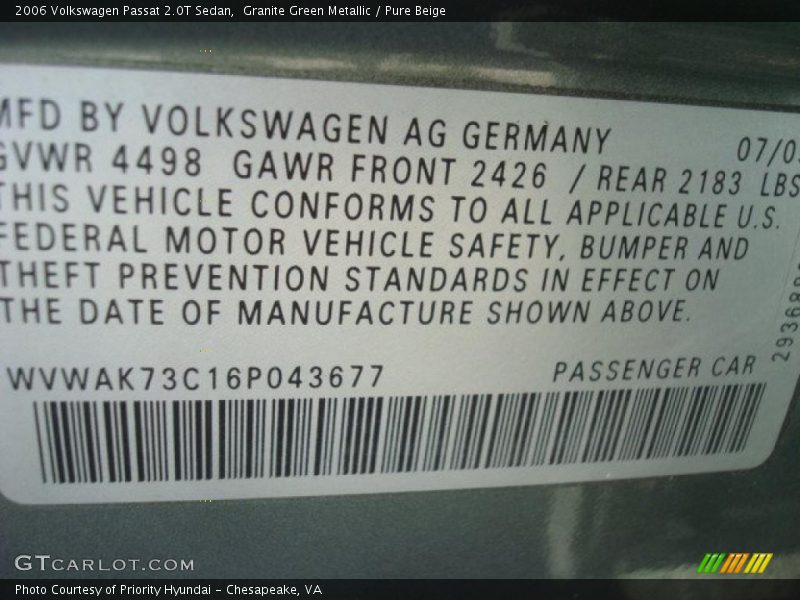 2006 Volkswagen Passat 2.0T Sedan, Granite Green Metallic / Pure Beige
MFD BY VOLKSWAGEN AG GERMANY 07/0
GVWR 4498 GAWR FRONT 2426 / REAR 2183 LBS
THIS VEHICLE CONFORMS TO ALL APPLICABLE U.S.
FEDERAL MOTOR VEHICLE SAFETY, BUMPER AND
THEFT PREVENTION STANDARDS IN EFFECT ON
THE DATE OF MANUFACTURE SHOWN ABOVE.
WVWAK73C16P043677 PASSENGER CAR
GTCARLOT.COM
Photo Courtesy of Priority Hyundai - Chesapeake, VA